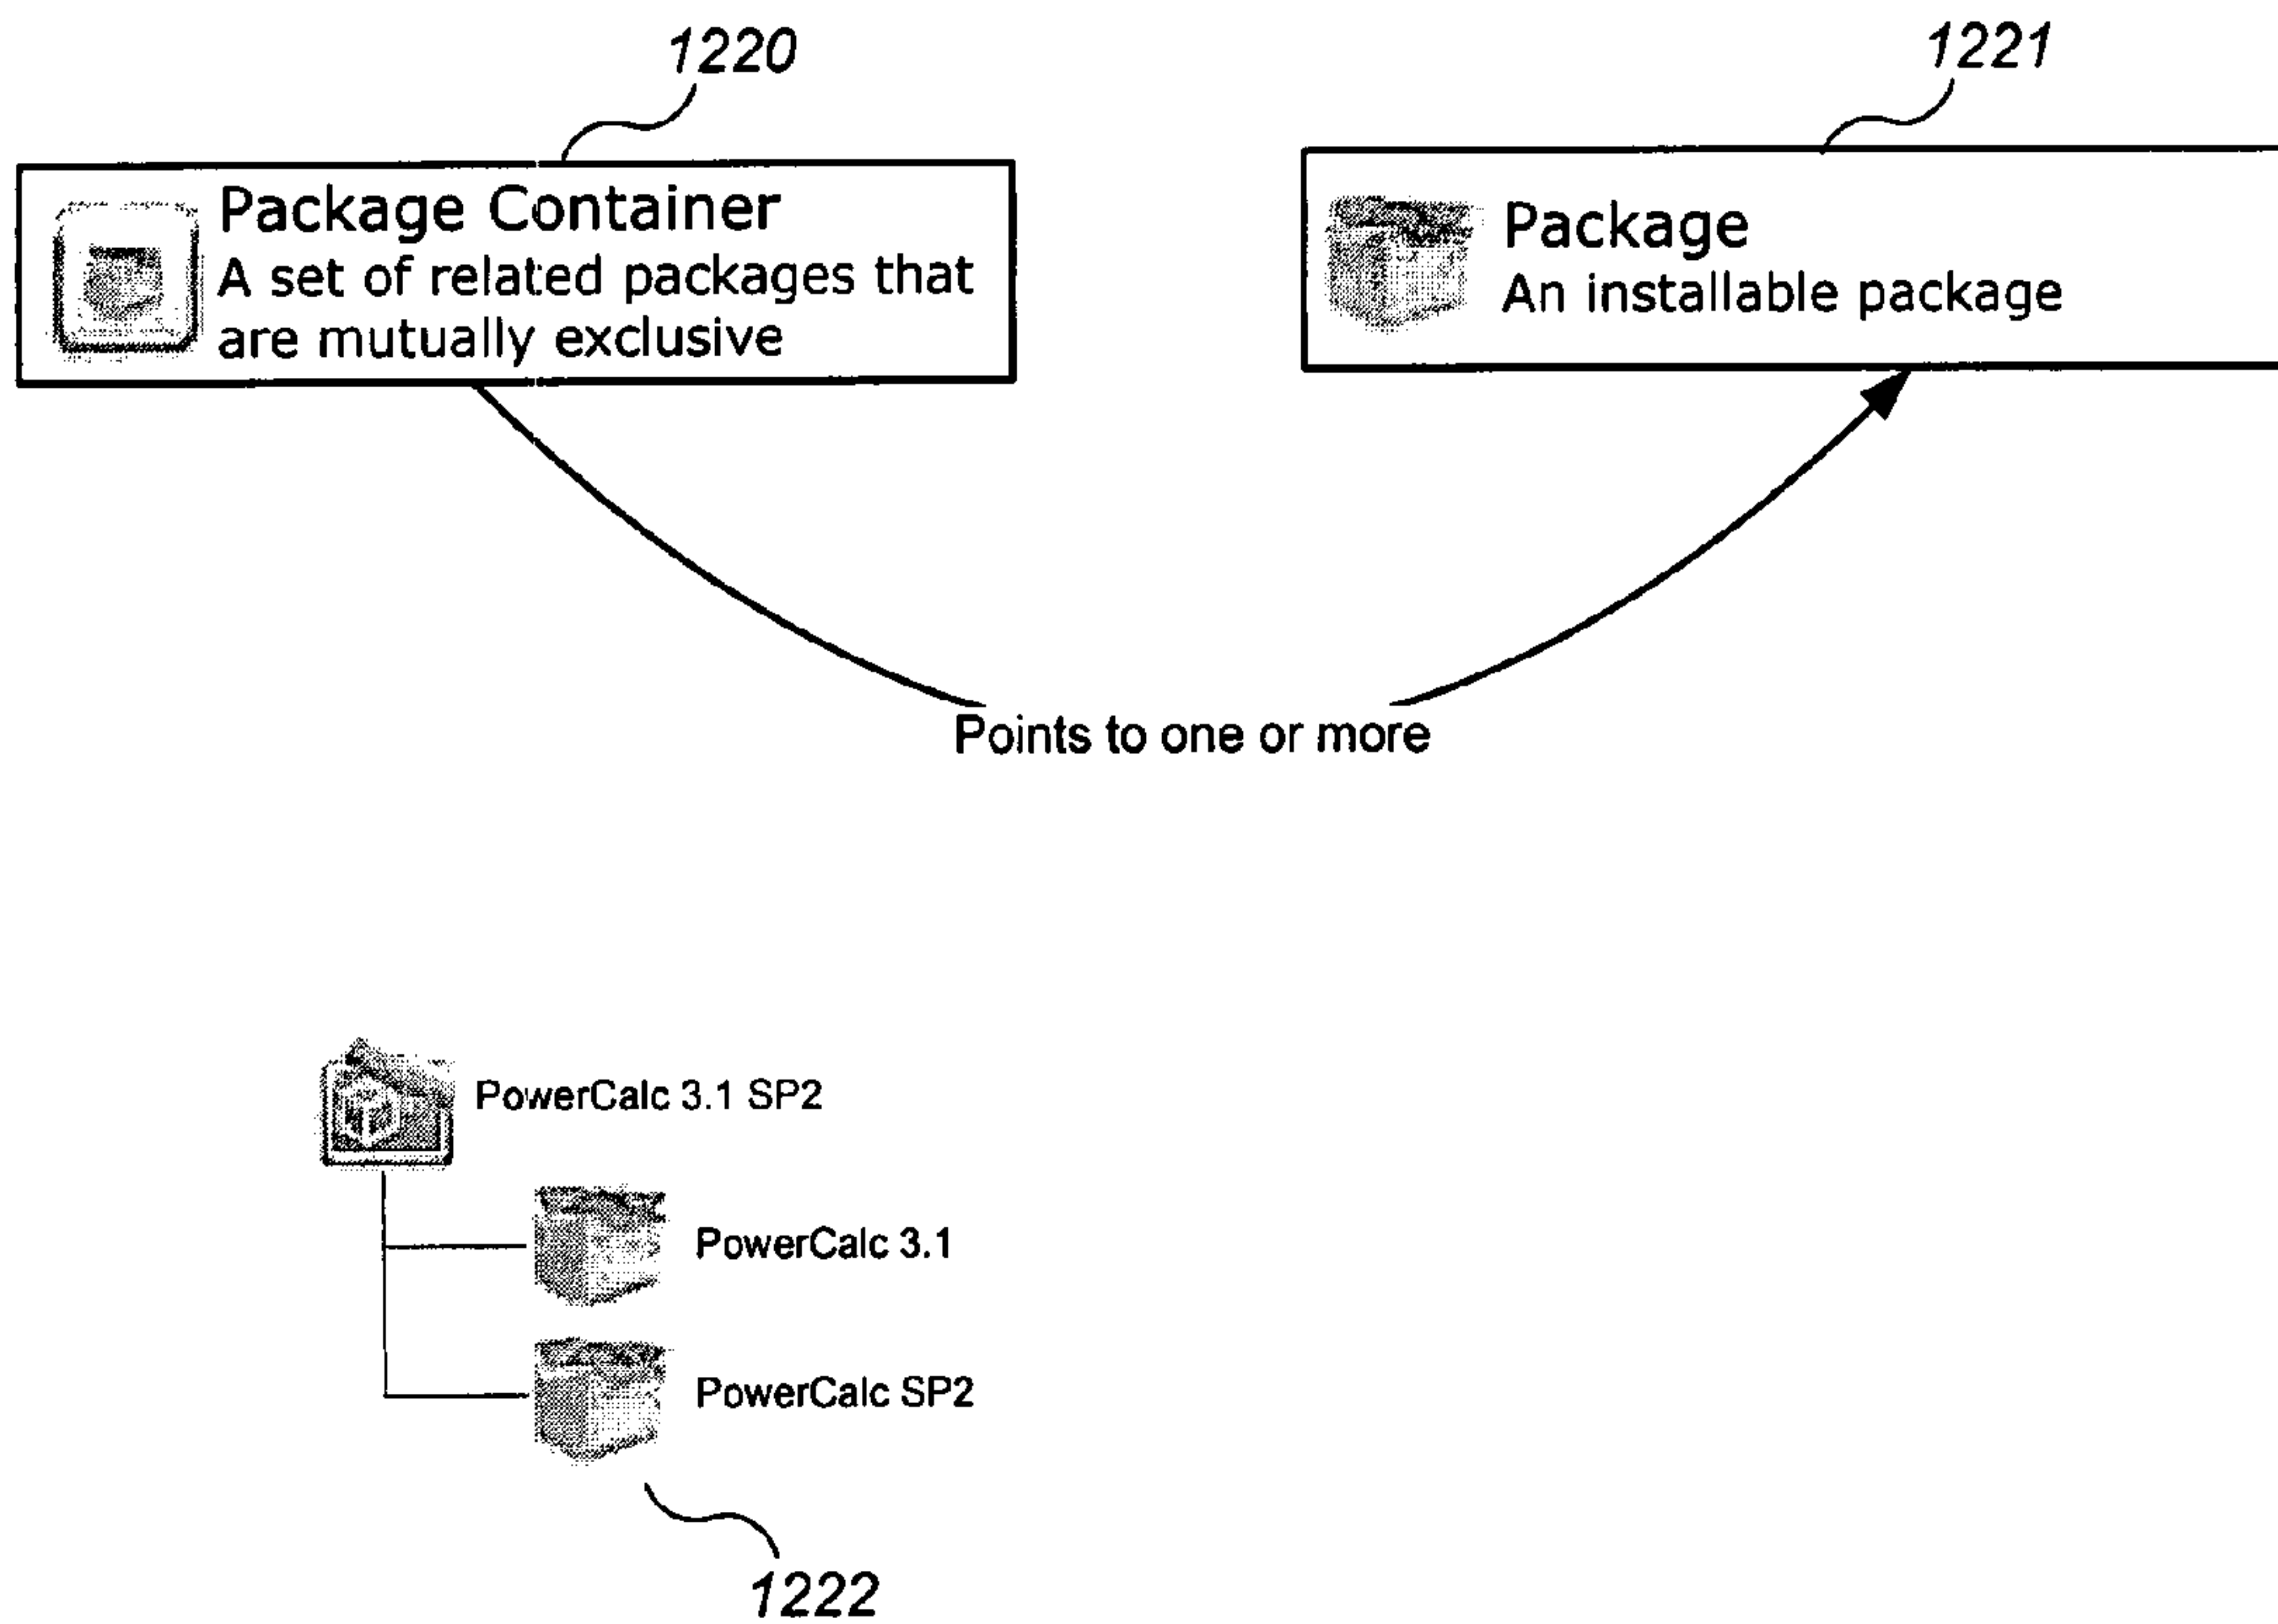 1220
1221
Package Container
A set of related packages that
are mutually exclusive
Package
An installable package
Points to one or more
PowerCalc 3.1 SP2
PowerCalc 3.1
PowerCalc SP2
1222